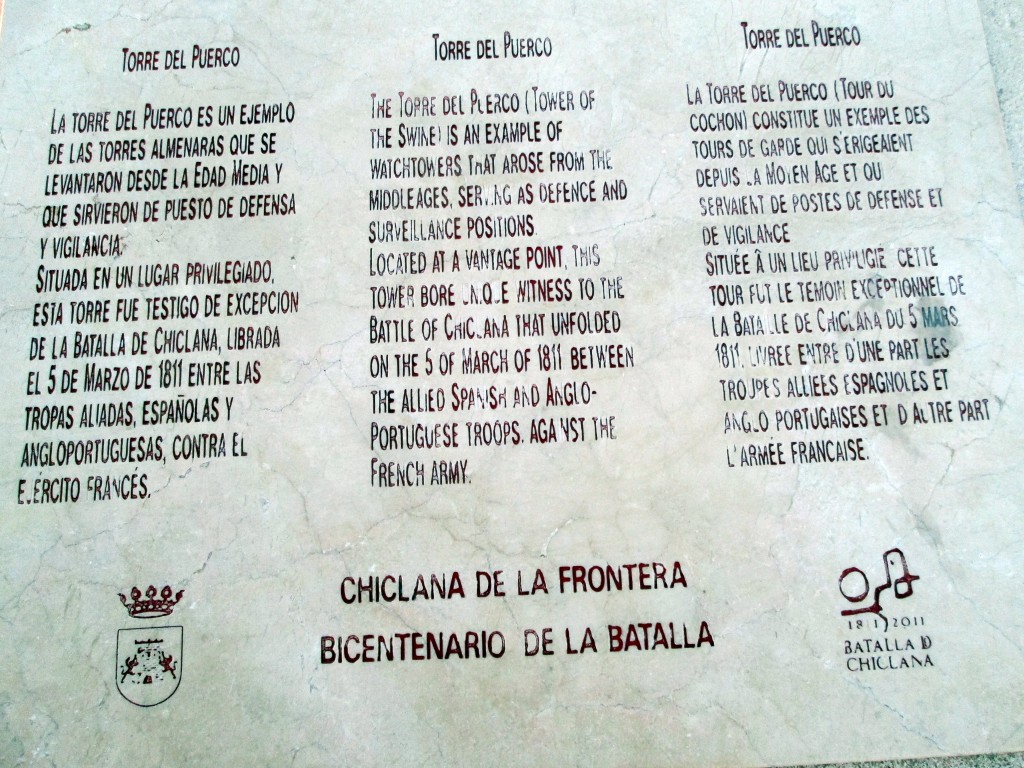 TORRE DEL PUERCO
LA TORRE DEL PUERCO ES UN EJEMPLO
DE LAS TORRES ALMENARAS QUE SE
LEVANTARON DESDE LA EDAD MEDIA Y
QUE SIRVIERON DE PUESTO DE DEFENSA
Y VIGILANCIA.
SITUADA EN UN LUGAR PRIVILEGIADO,
ESTA TORRE FUE TESTIGO DE EXCEPCION
DE LA BATALLA DE CHICLANA, LIBRADA
EL 5 DE MARZO DE 1811 ENTRE LAS
TROPAS ALIADAS, ESPAÑOLAS Y
ANGLOPORTUGUESAS, CONTRA EL
EJÉRCITO FRANCÉS.
TORRE DEL PUERCO
THE TORRE DEL PUERCO (TOWER OF
THE SWINE) IS AN EXAMPLE OF
WATCHTOWERS THAT AROSE FROM THE
MIDDLEAGES, SERVING AS DEFENCE AND
SURVEILLANCE POSITIONS.
LOCATED AT A VANTAGE POINT, THIS
TOWER BORE UNIQUE WITNESS TO THE
BATTLE OF CHICLANA THAT UNFOLDED
ON THE 5 OF MARCH OF 1811 BETWEEN
THE ALLIED SPANISH AND ANGLO-
PORTUGUESE TROOPS, AGAINST THE
FRENCH ARMY.
TORRE DEL PUERCO
LA TORRE DEL PUERCO (TOUR DU
COCHON) CONSTITUE UN EXEMPLE DES
TOURS DE GARDE QUI S'ÉRIGEAIENT
DEPUIS LA MOYEN AGE ET OU
SERVAIENT DE POSTES DE DEFENSE ET
DE VIGILANCE
SITUÉE À UN LIEU PRIVILIGIÉ CETTE
TOUR FUT LE TEMOIN EXCEPTIONNEL DE
LA BATAILLE DE CHICLANA DU 5 MARS
1811, LIVREE ENTRE D'UNE PART LES
TROUPES ALLIEES ESPAGNOLES ET
ANGLO PORTUGAISES ET D AUTRE PART
L'ARMÉE FRANCAISE.
CHICLANA DE LA FRONTERA
BICENTENARIO DE LA BATALLA
1811 2011
BATALLA D
CHICLANA